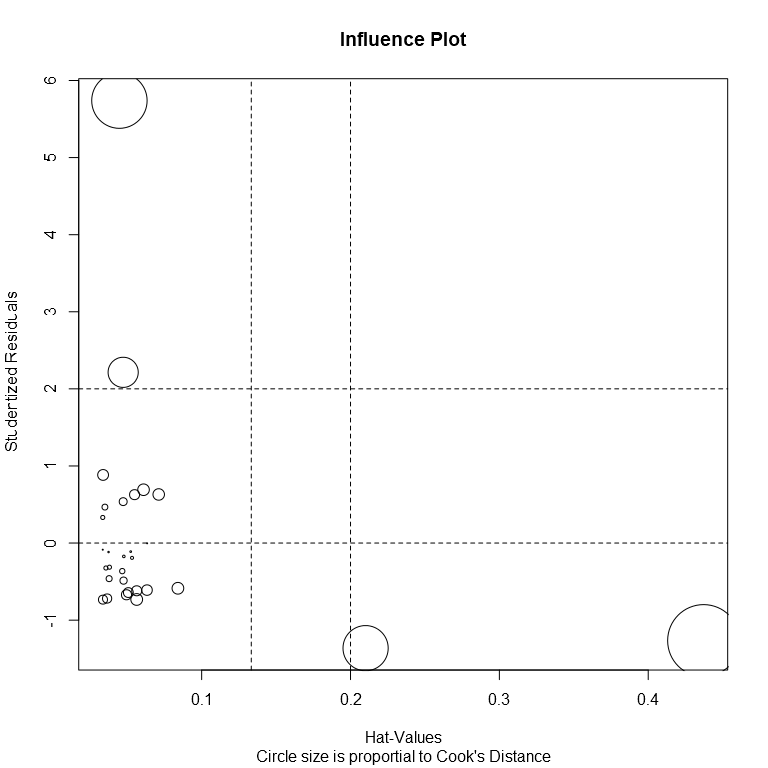 Influence Plot
6
5
4
3
2
1
0
-1
Studentized Residuals
0.1 0.2 0.3 0.4
Hat-Values
Circle size is proportial to Cook's Distance